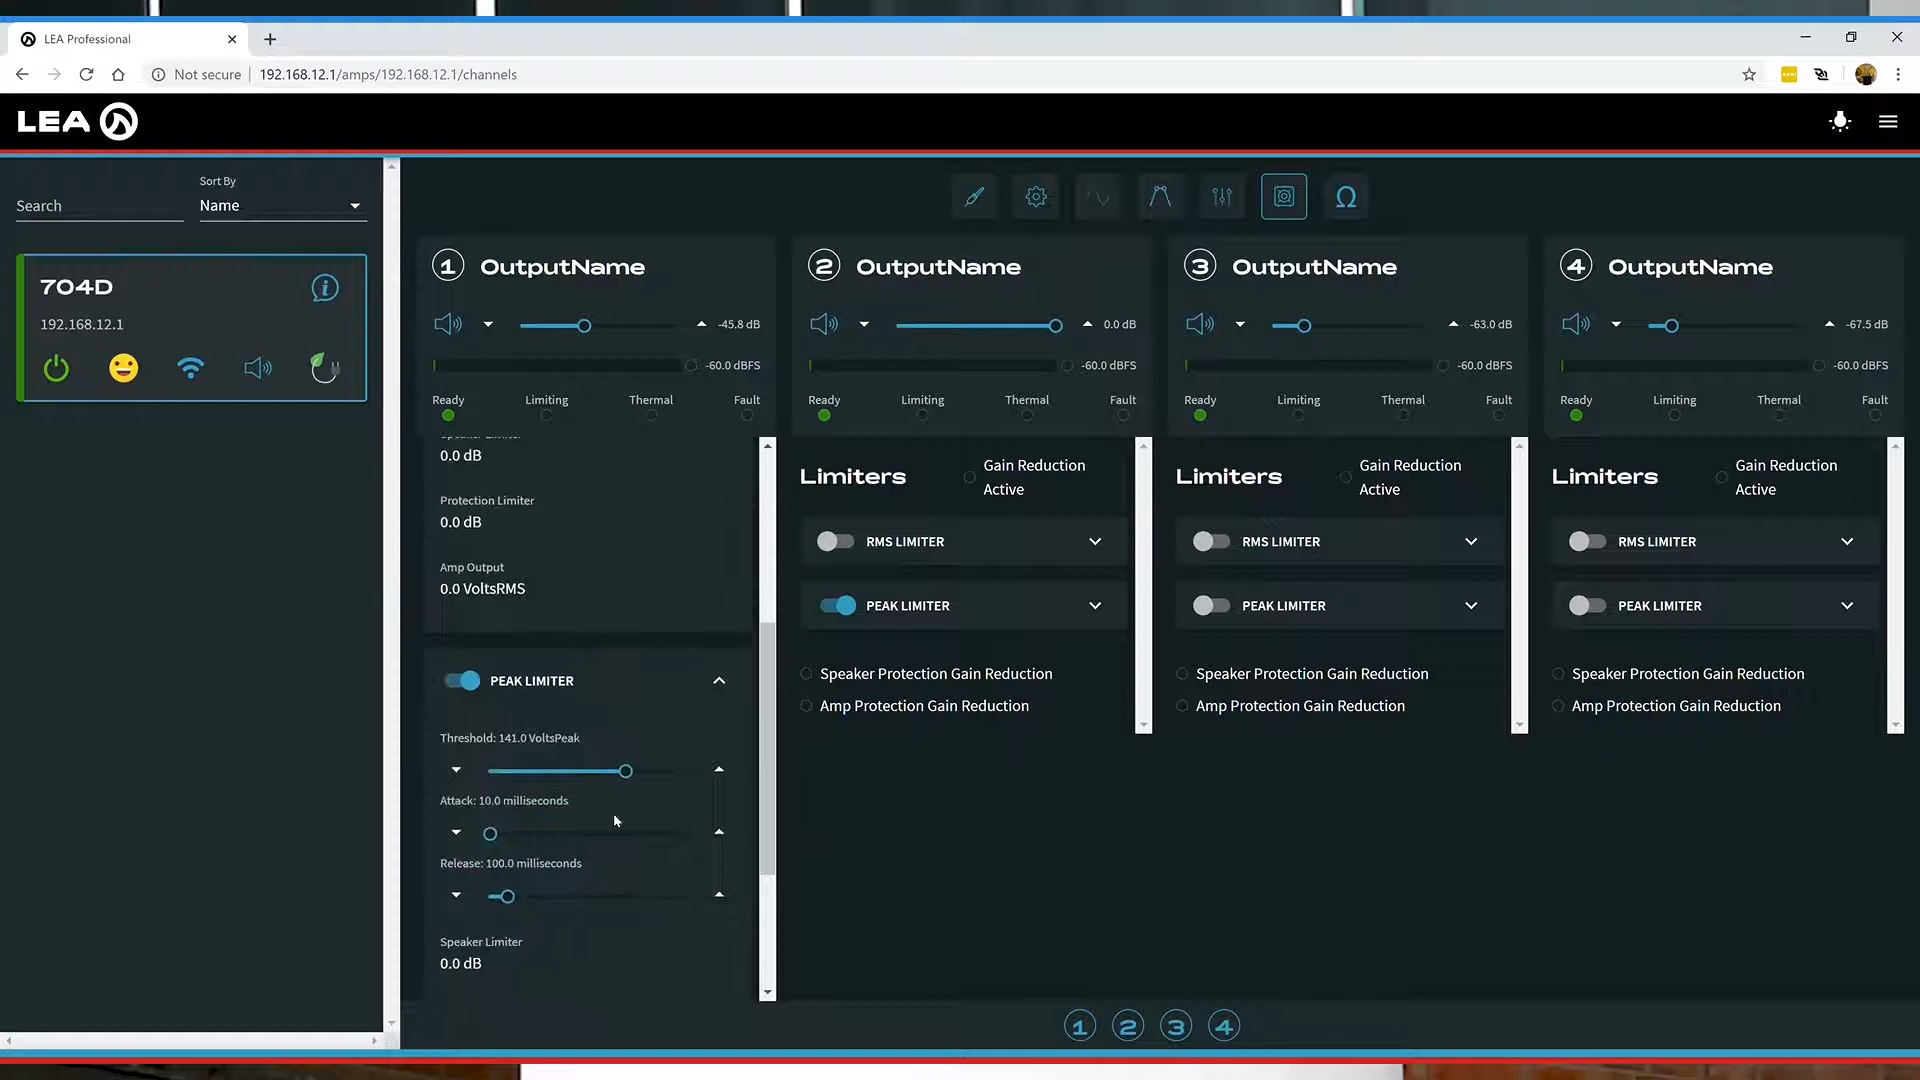 LEA Professional
Not secure
192.168.12.1/amps/192.168.12.1/channels
LEA
Search
Sort By
Name
704D
192.168.12.1
1 OutputName
-45.8 dB
-60.0 dBFS
Ready Limiting Thermal Fault
Speaker Limiter
0.0 dB
Protection Limiter
0.0 dB
Amp Output
0.0 VoltsRMS
PEAK LIMITER
Threshold: 141.0 VoltsPeak
Attack: 10.0 milliseconds
Release: 100.0 milliseconds
Speaker Limiter
0.0 dB
2 OutputName
0.0 dB
-60.0 dBFS
Ready Limiting Thermal Fault
Limiters
Gain Reduction
Active
RMS LIMITER
PEAK LIMITER
Speaker Protection Gain Reduction
Amp Protection Gain Reduction
3 OutputName
-63.0 dB
-60.0 dBFS
Ready Limiting Thermal Fault
Limiters
Gain Reduction
Active
RMS LIMITER
PEAK LIMITER
Speaker Protection Gain Reduction
Amp Protection Gain Reduction
4 OutputName
-67.5 dB
-60.0 dBFS
Ready Limiting Thermal Fault
Limiters
Gain Reduction
Active
RMS LIMITER
PEAK LIMITER
Speaker Protection Gain Reduction
Amp Protection Gain Reduction
1 2 3 4